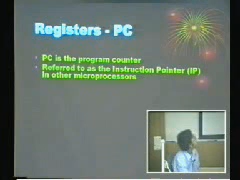 Registers - PC
PC is the program counter
Referred to as the Instruction Pointer (IP)
In other microprocessors